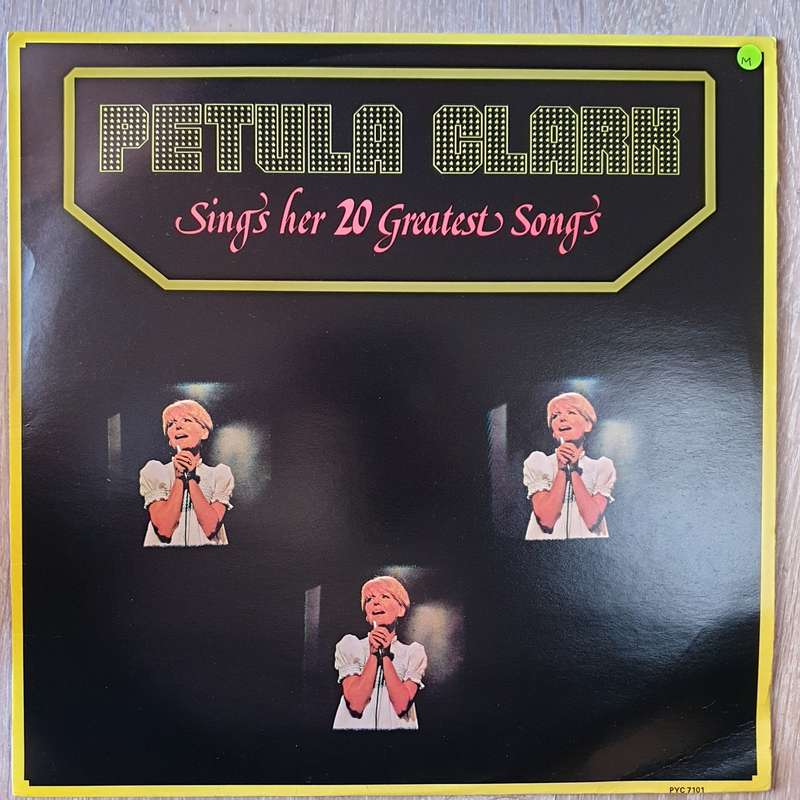 M
PETULA CLARK
Sings her 20 Greatest Songs
PYC 7101